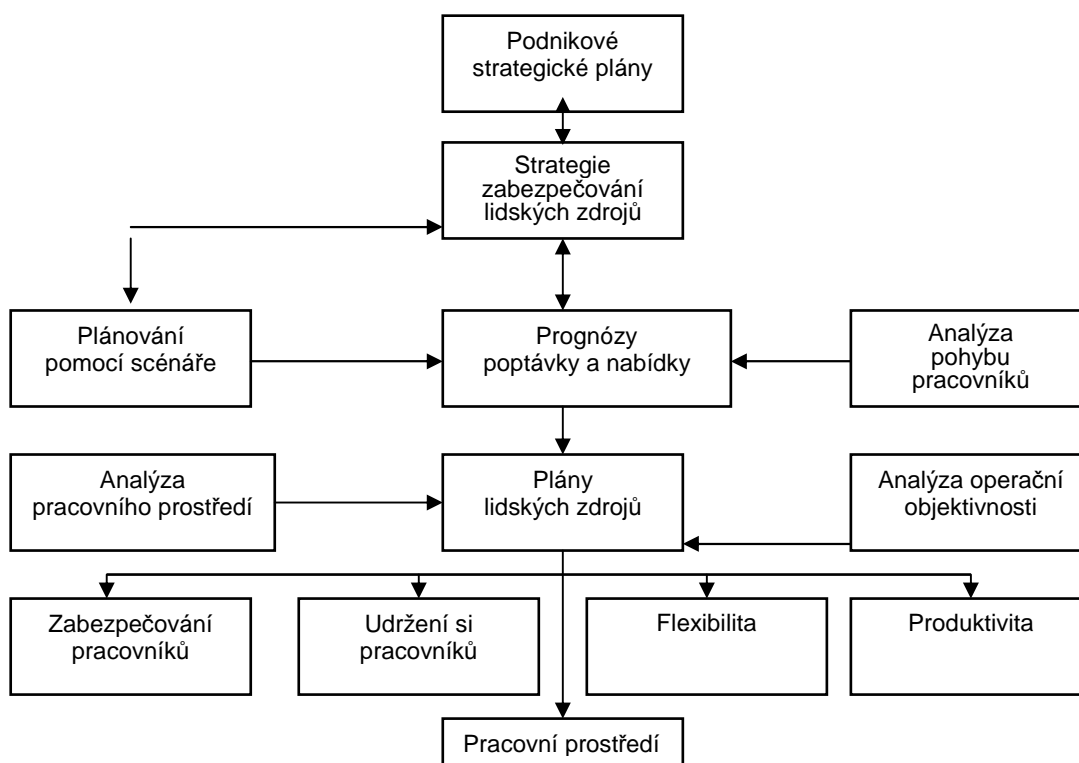 Podnikové
strategické plány
Strategie
zabezpečování
lidských zdrojů
Plánování
pomocí scénáře
Prognózy
poptávky a nabídky
Analýza
pohybu
pracovníků
Analýza
pracovního prostředí
Plány
lidských zdrojů
Analýza operační
objektivnosti
Zabezpečování
pracovníků
Udržení si
pracovníků
Flexibilita
Produktivita
Pracovní prostředí